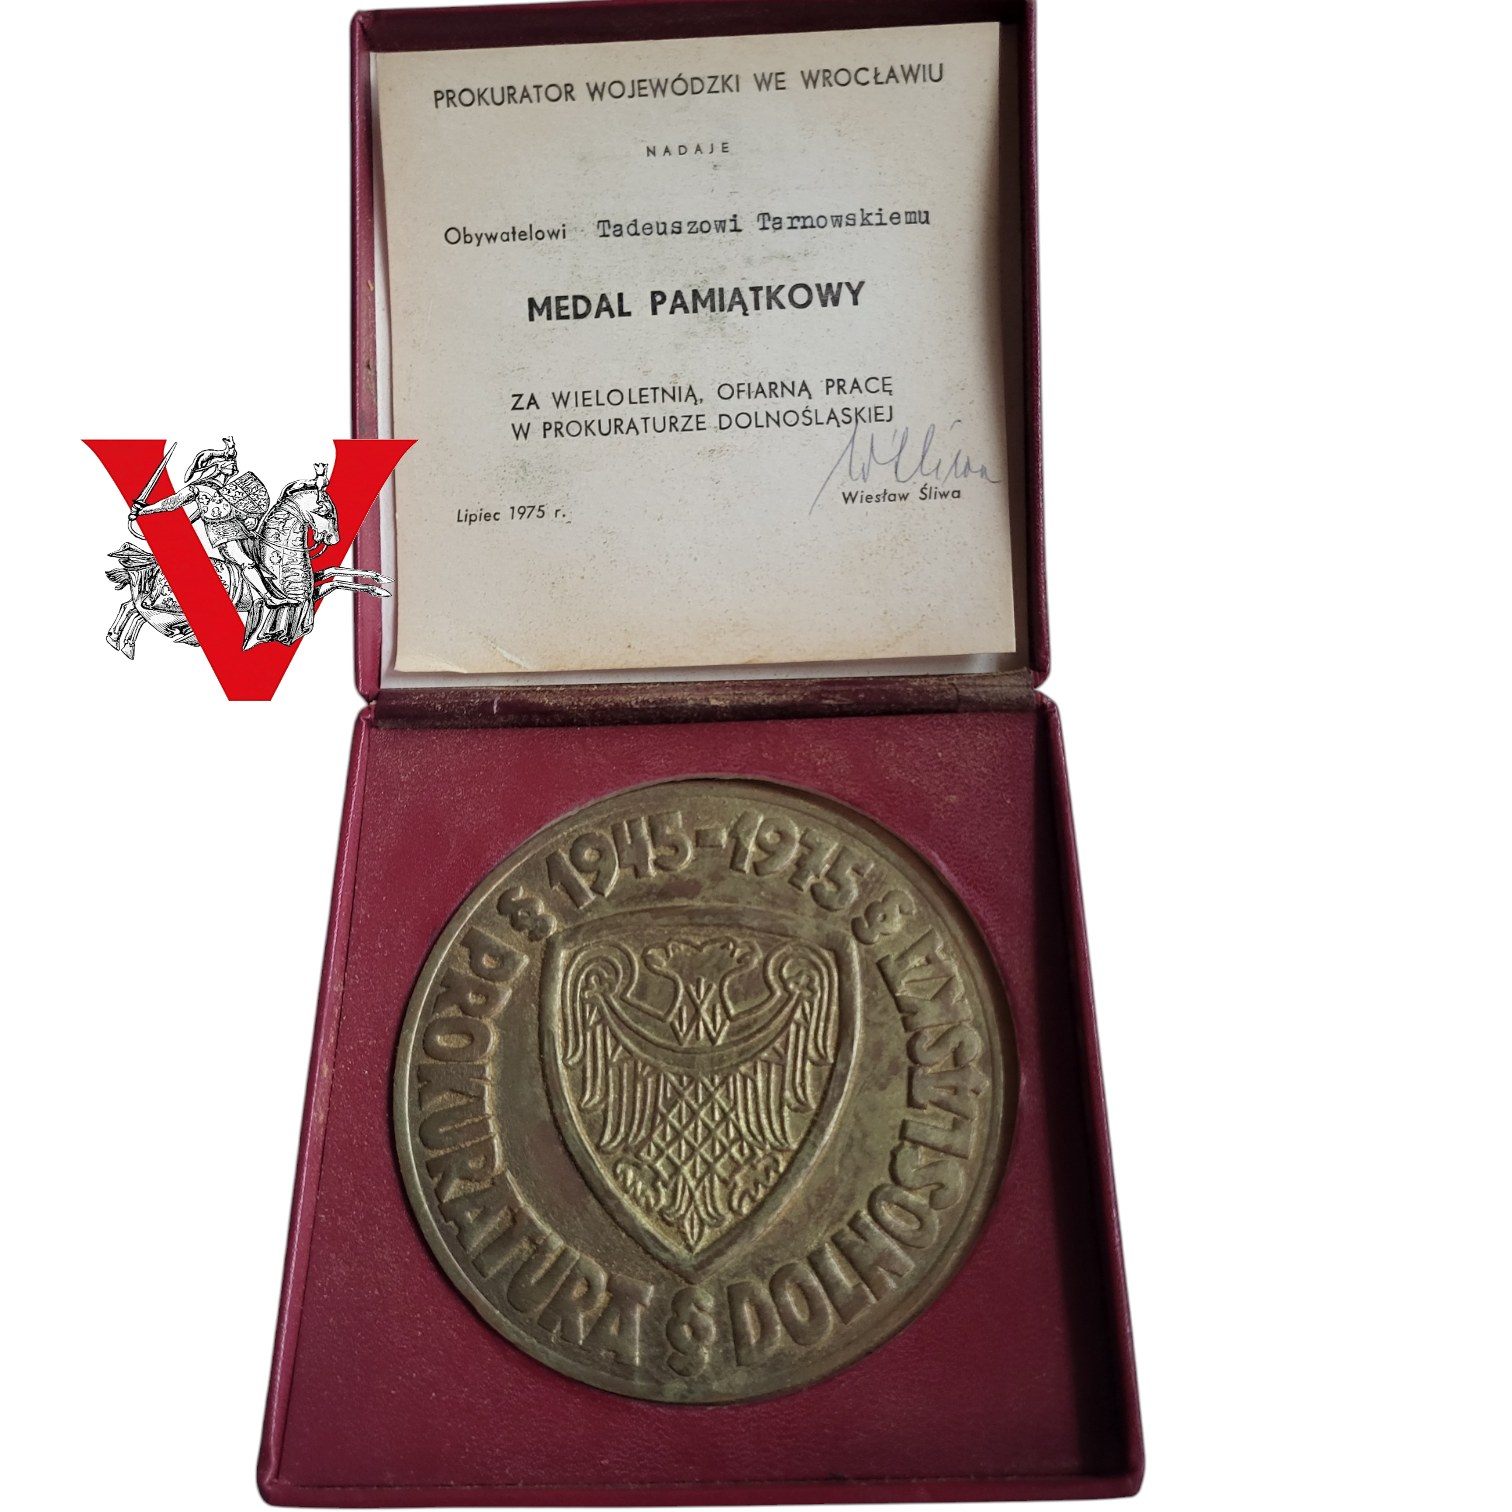 PROKURATOR WOJEWÓDZKI WE WROCŁAWIU
NADAJE
Obywatelowi Tadeuszowi Tarnowskiemu
MEDAL PAMIĄTKOWY
ZA WIELOLETNIĄ, OFIARNĄ PRACĘ
W PROKURATURZE DOLNOŚLĄSKIEJ
Wiesław Śliwa
Lipiec 1975 r.
V
§ 1945-1975 §
PROKURATURA § DOLNOŚLĄSKA